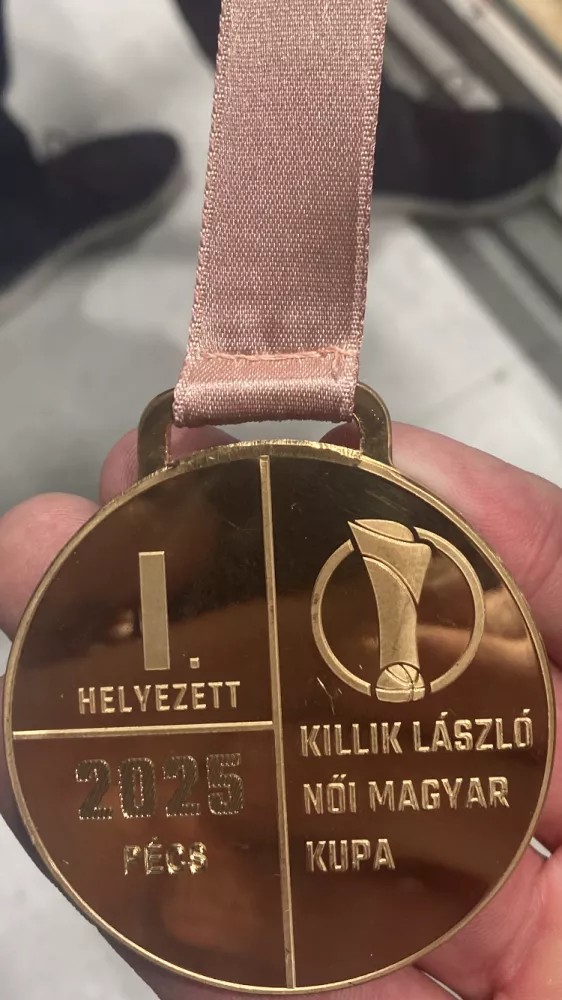 I.
HELYEZETT
2025
PÉCS
KILLIK LÁSZLÓ
NŐI MAGYAR
KUPA